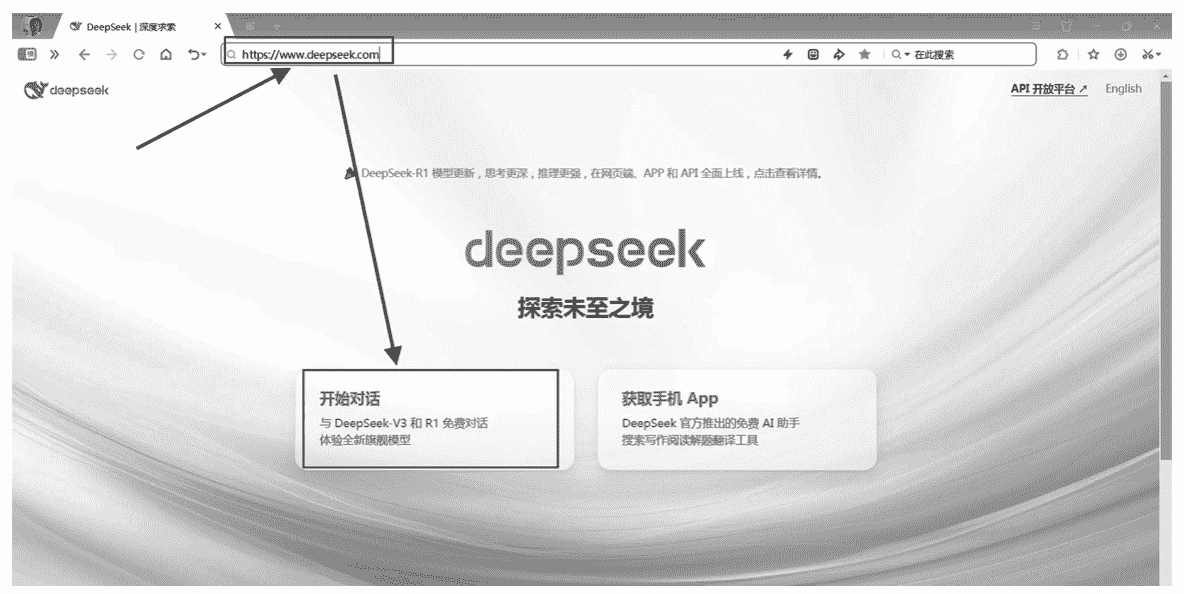 DeepSeek | 深度求索
https://www.deepseek.com
在此搜索
deepseek
API 开放平台 ↗ English
DeepSeek-R1 模型更新，思考更深，推理更强，在网页端、APP 和 API 全面上线，点击查看详情。
deepseek
探索未至之境
开始对话
与 DeepSeek-V3 和 R1 免费对话
体验全新旗舰模型
获取手机 App
DeepSeek 官方推出的免费 AI 助手
搜索写作阅读解题翻译工具